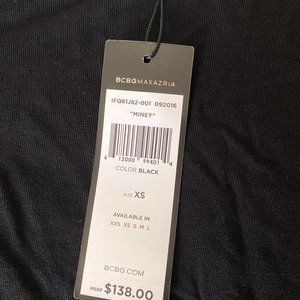 BCBGMAXAZRIA
IFQ61J82-001 092016
"MINEY"
6 12000 99401 4
COLOR BLACK
SIZE XS
AVAILABLE IN
XXS XS S M L
BCBG.COM
MSRP $138.00